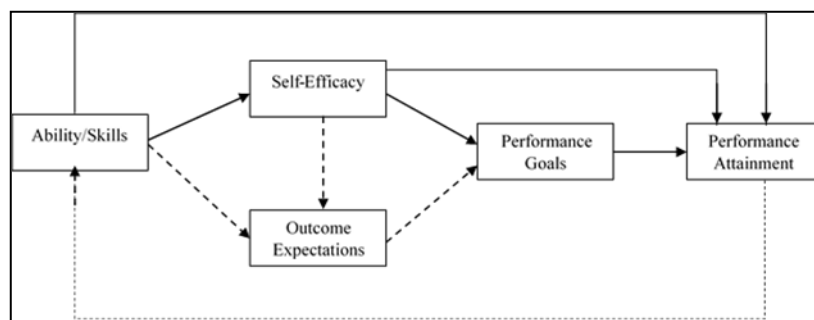 Self-Efficacy
Ability/Skills
Performance
Goals
Performance
Attainment
Outcome
Expectations